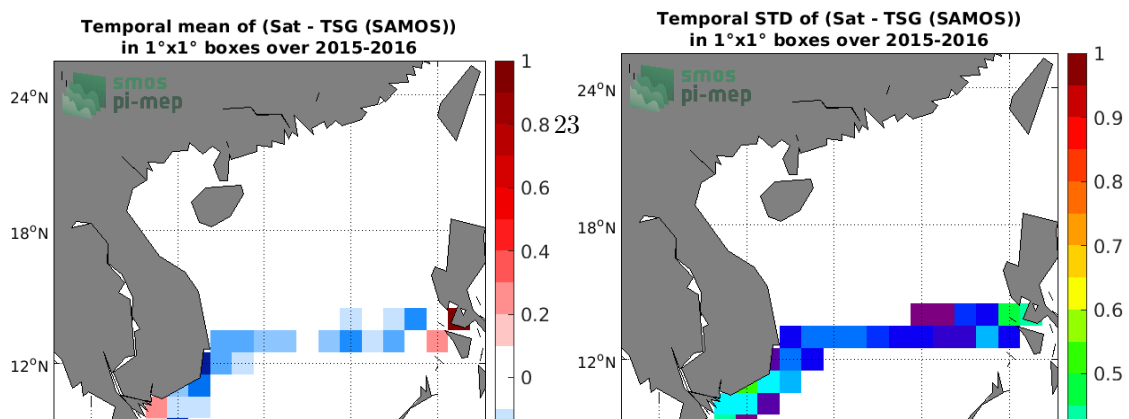 Temporal mean of (Sat - TSG (SAMOS))
in 1°x1° boxes over 2015-2016
smos
pi-mep
24°N
18°N
12°N
1
0.8
0.6
0.4
0.2
0
23
Temporal STD of (Sat - TSG (SAMOS))
in 1°x1° boxes over 2015-2016
smos
pi-mep
24°N
18°N
12°N
1
0.9
0.8
0.7
0.6
0.5